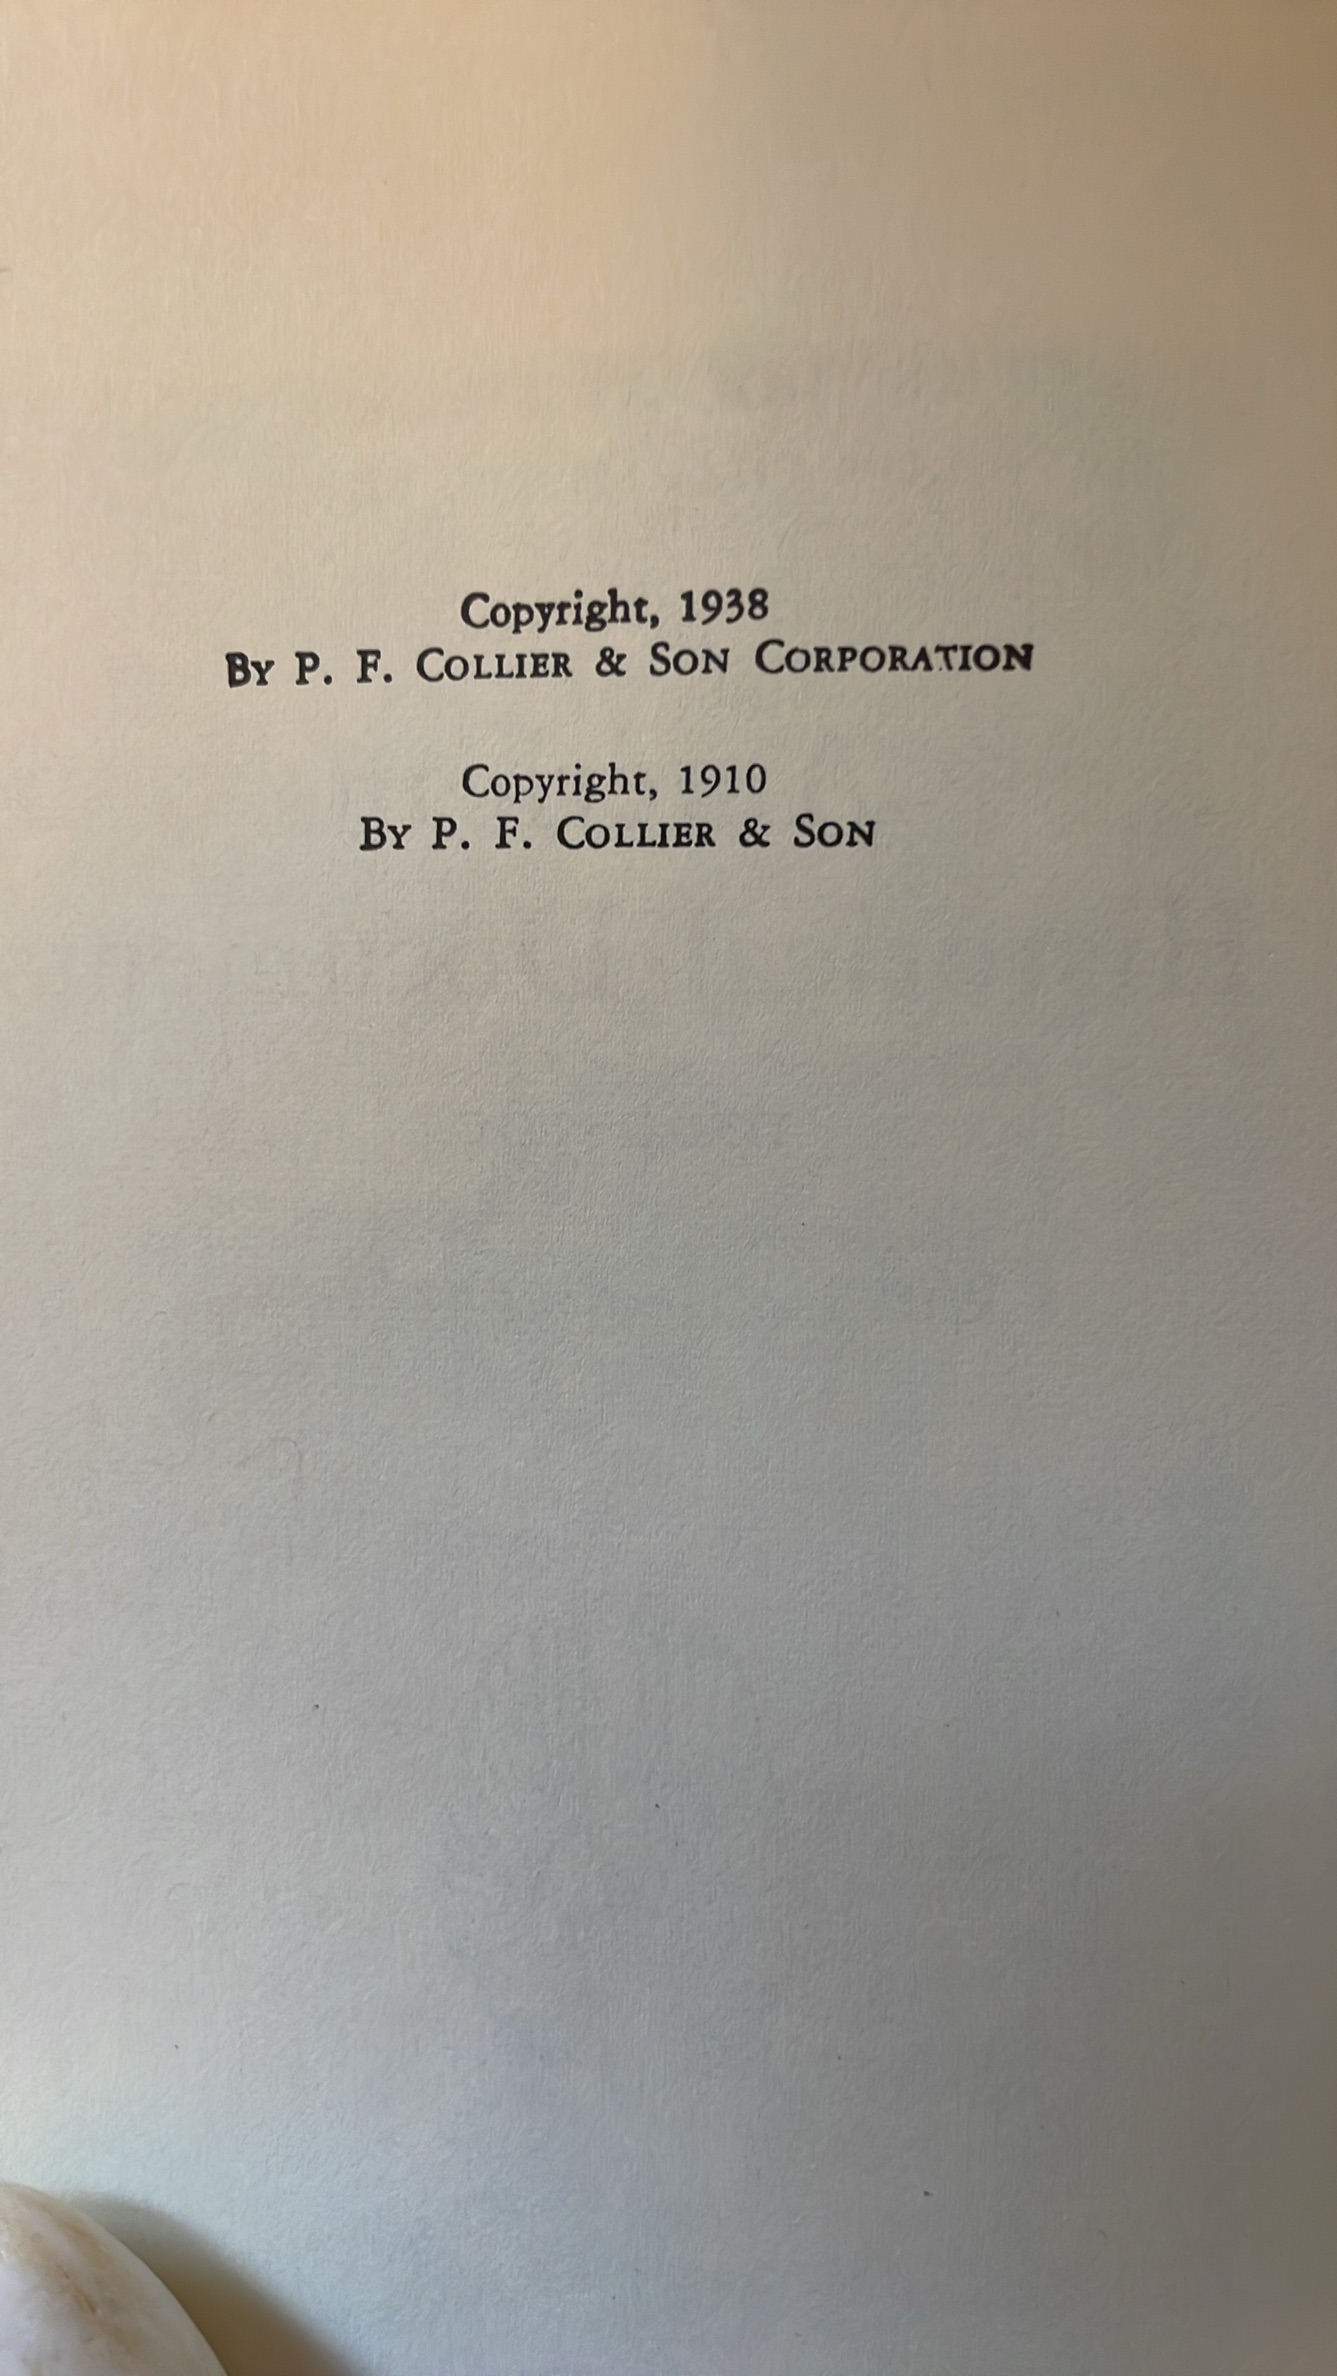 Copyright, 1938
By P. F. Collier & Son Corporation
Copyright, 1910
By P. F. Collier & Son